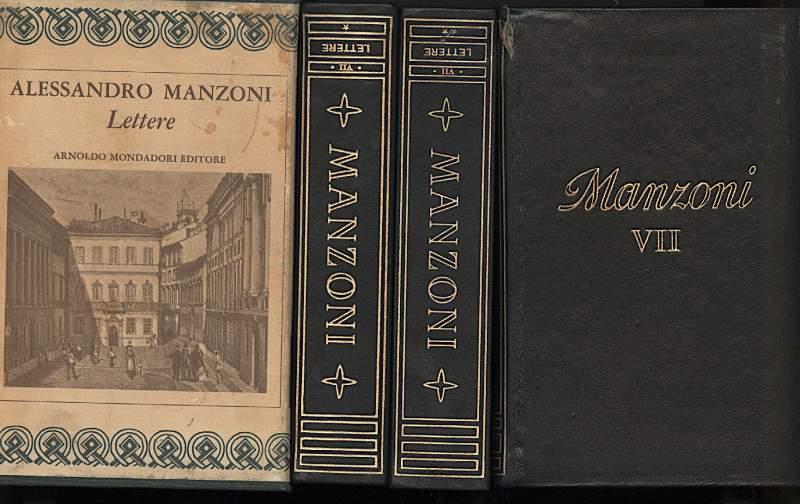 ALESSANDRO MANZONI
Lettere
ARNOLDO MONDADORI EDITORE
*
LETTERE
· VII ·
MANZONI
**
LETTERE
· VII ·
MANZONI
Manzoni
VII